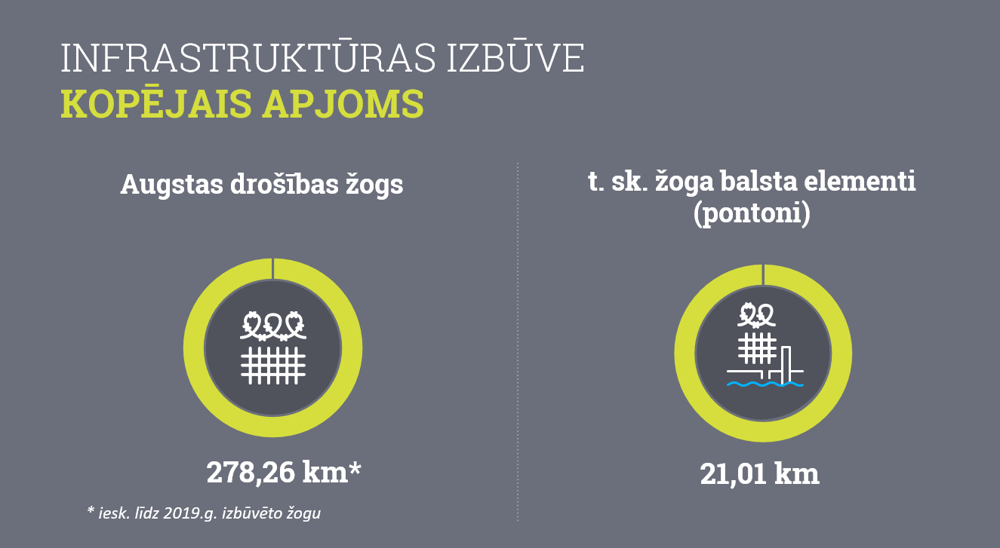 INFRASTRUKTŪRAS IZBŪVE
KOPĒJAIS APJOMS
Augstas drošības žogs
278,26 km*
* iesk. līdz 2019.g. izbūvēto žogu
t. sk. žoga balsta elementi
(pontoni)
21,01 km